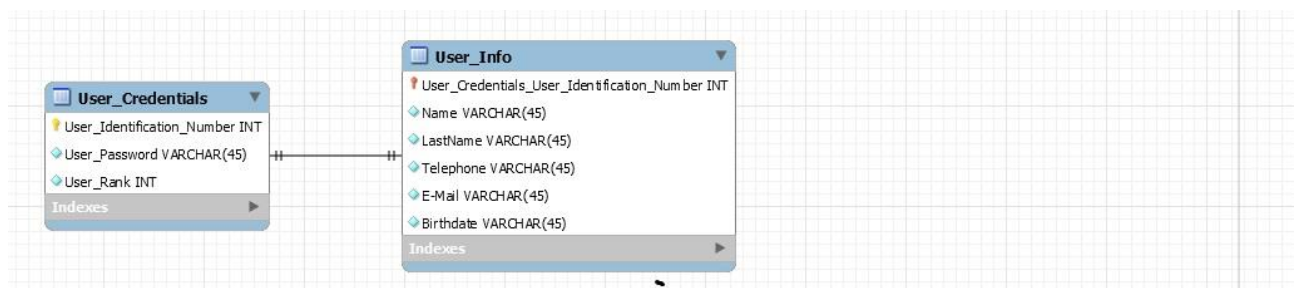 User_Credentials
User_Identification_Number INT
User_Password VARCHAR(45)
User_Rank INT
Indexes
User_Info
User_Credentials_User_Identification_Number INT
Name VARCHAR(45)
LastName VARCHAR(45)
Telephone VARCHAR(45)
E-Mail VARCHAR(45)
Birthdate VARCHAR(45)
Indexes